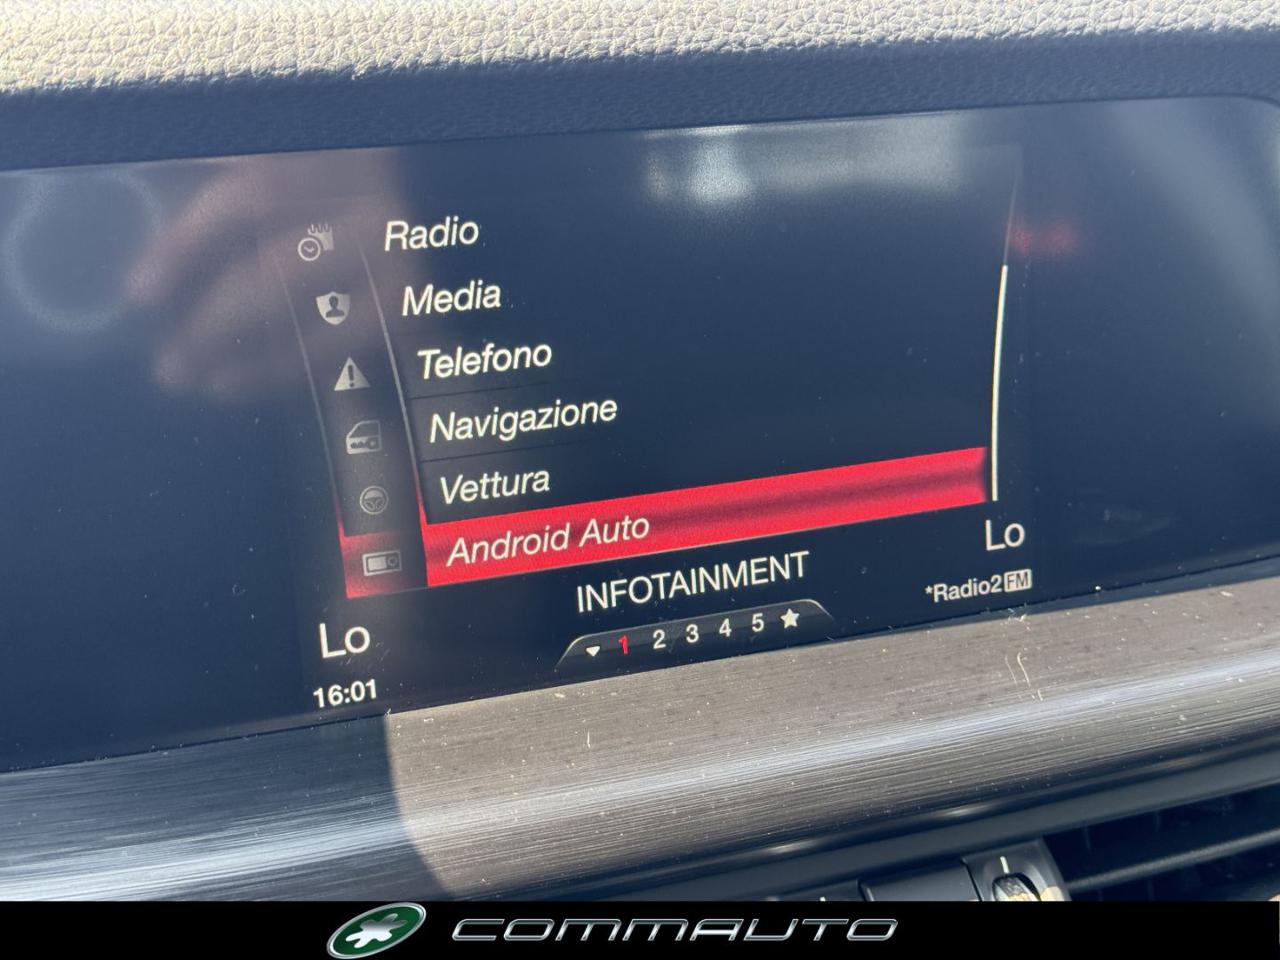 Radio
Media
Telefono
Navigazione
Vettura
Android Auto
INFOTAINMENT
Lo
*Radio2 FM
1 2 3 4 5
Lo
16:01
COMMAUTO